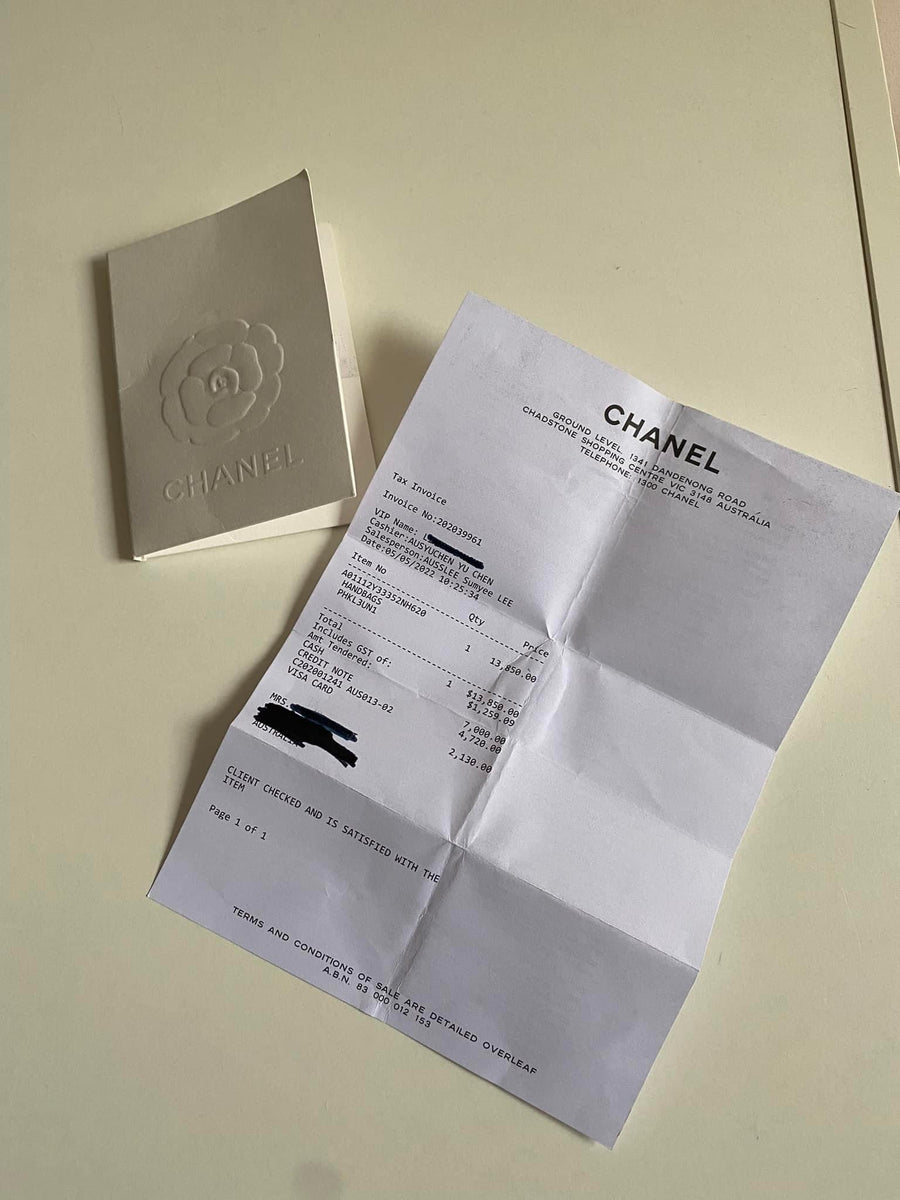 CHANEL
CHANEL
GROUND LEVEL, 1341 DANDENONG ROAD
CHADSTONE SHOPPING CENTRE VIC 3148 AUSTRALIA
TELEPHONE: 1300 CHANEL
Tax Invoice
Invoice No:202039961
VIP Name: L
Cashier:AUSYUCHEN YU CHEN
Salesperson:AUSSLEE Sumyee LEE
Date:05/05/2022 10:25:34
Item No Qty Price
A01112Y33352NH620 1 13,850.00
HANDBAGS
PHKL3UN1
Total 1 $13,850.00
Includes GST of: $1,259.09
Amt Tendered:
CASH 7,000.00
CREDIT NOTE 4,720.00
C202001241 AUS013-02
VISA CARD 2,130.00
MRS.
AUSTRALIA
CLIENT CHECKED AND IS SATISFIED WITH THE
ITEM
Page 1 of 1
TERMS AND CONDITIONS OF SALE ARE DETAILED OVERLEAF
A.B.N. 83 000 012 153